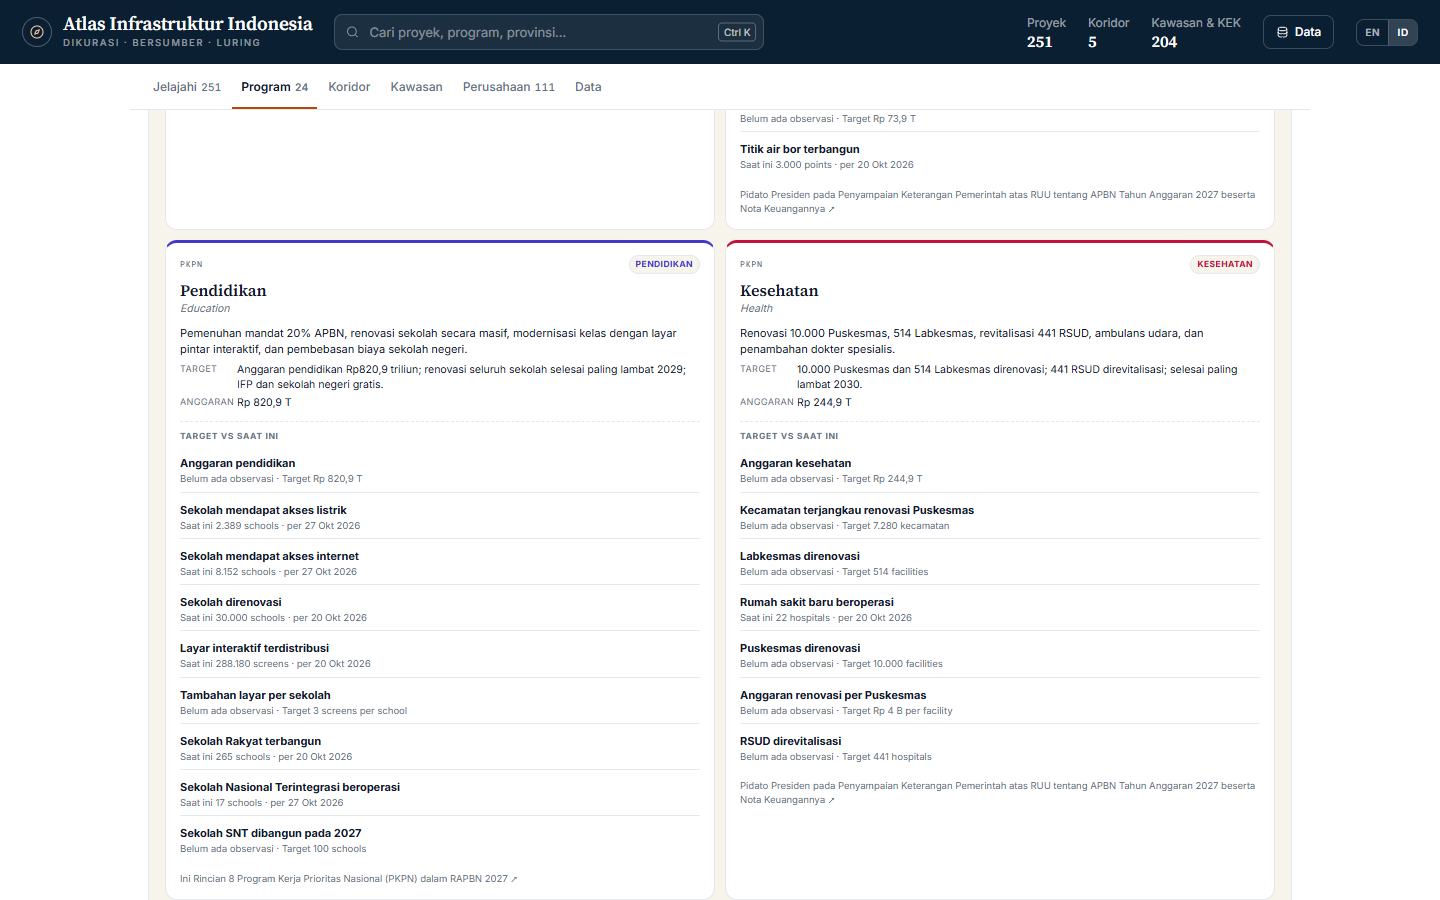 Atlas Infrastruktur Indonesia
DIKURASI · BERSUMBER · LURING
Cari proyek, program, provinsi...
Ctrl K
Proyek
251
Koridor
5
Kawasan & KEK
204
Data
EN
ID
Jelajahi 251
Program 24
Koridor
Kawasan
Perusahaan 111
Data
Belum ada observasi · Target Rp 73,9 T
Titik air bor terbangun
Saat ini 3.000 points · per 20 Okt 2026
Pidato Presiden pada Penyampaian Keterangan Pemerintah atas RUU tentang APBN Tahun Anggaran 2027 beserta
Nota Keuangannya ↗
PKPN
PENDIDIKAN
Pendidikan
Education
Pemenuhan mandat 20% APBN, renovasi sekolah secara masif, modernisasi kelas dengan layar
pintar interaktif, dan pembebasan biaya sekolah negeri.
TARGET Anggaran pendidikan Rp820,9 triliun; renovasi seluruh sekolah selesai paling lambat 2029;
IFP dan sekolah negeri gratis.
ANGGARAN Rp 820,9 T
TARGET VS SAAT INI
Anggaran pendidikan
Belum ada observasi · Target Rp 820,9 T
Sekolah mendapat akses listrik
Saat ini 2.389 schools · per 27 Okt 2026
Sekolah mendapat akses internet
Saat ini 8.152 schools · per 27 Okt 2026
Sekolah direnovasi
Saat ini 30.000 schools · per 20 Okt 2026
Layar interaktif terdistribusi
Saat ini 288.180 screens · per 20 Okt 2026
Tambahan layar per sekolah
Belum ada observasi · Target 3 screens per school
Sekolah Rakyat terbangun
Saat ini 265 schools · per 20 Okt 2026
Sekolah Nasional Terintegrasi beroperasi
Saat ini 17 schools · per 27 Okt 2026
Sekolah SNT dibangun pada 2027
Belum ada observasi · Target 100 schools
Ini Rincian 8 Program Kerja Prioritas Nasional (PKPN) dalam RAPBN 2027 ↗
PKPN
KESEHATAN
Kesehatan
Health
Renovasi 10.000 Puskesmas, 514 Labkesmas, revitalisasi 441 RSUD, ambulans udara, dan
penambahan dokter spesialis.
TARGET 10.000 Puskesmas dan 514 Labkesmas direnovasi; 441 RSUD direvitalisasi; selesai paling
lambat 2030.
ANGGARAN Rp 244,9 T
TARGET VS SAAT INI
Anggaran kesehatan
Belum ada observasi · Target Rp 244,9 T
Kecamatan terjangkau renovasi Puskesmas
Belum ada observasi · Target 7.280 kecamatan
Labkesmas direnovasi
Belum ada observasi · Target 514 facilities
Rumah sakit baru beroperasi
Saat ini 22 hospitals · per 20 Okt 2026
Puskesmas direnovasi
Belum ada observasi · Target 10.000 facilities
Anggaran renovasi per Puskesmas
Belum ada observasi · Target Rp 4 B per facility
RSUD direvitalisasi
Belum ada observasi · Target 441 hospitals
Pidato Presiden pada Penyampaian Keterangan Pemerintah atas RUU tentang APBN Tahun Anggaran 2027 beserta
Nota Keuangannya ↗